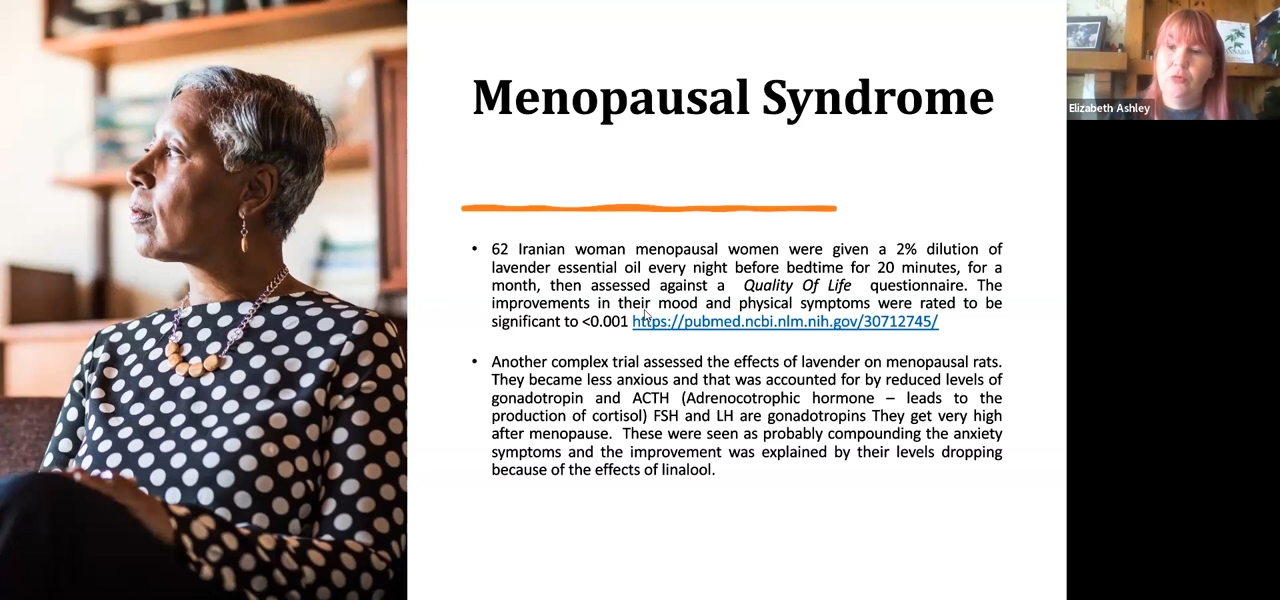 Menopausal Syndrome
Elizabeth Ashley
• 62 Iranian woman menopausal women were given a 2% dilution of
lavender essential oil every night before bedtime for 20 minutes, for a
month, then assessed against a Quality Of Life questionnaire. The
improvements in their mood and physical symptoms were rated to be
significant to <0.001 https://pubmed.ncbi.nlm.nih.gov/30712745/
• Another complex trial assessed the effects of lavender on menopausal rats.
They became less anxious and that was accounted for by reduced levels of
gonadotropin and ACTH (Adrenocotrophic hormone – leads to the
production of cortisol) FSH and LH are gonadotropins They get very high
after menopause. These were seen as probably compounding the anxiety
symptoms and the improvement was explained by their levels dropping
because of the effects of linalool.